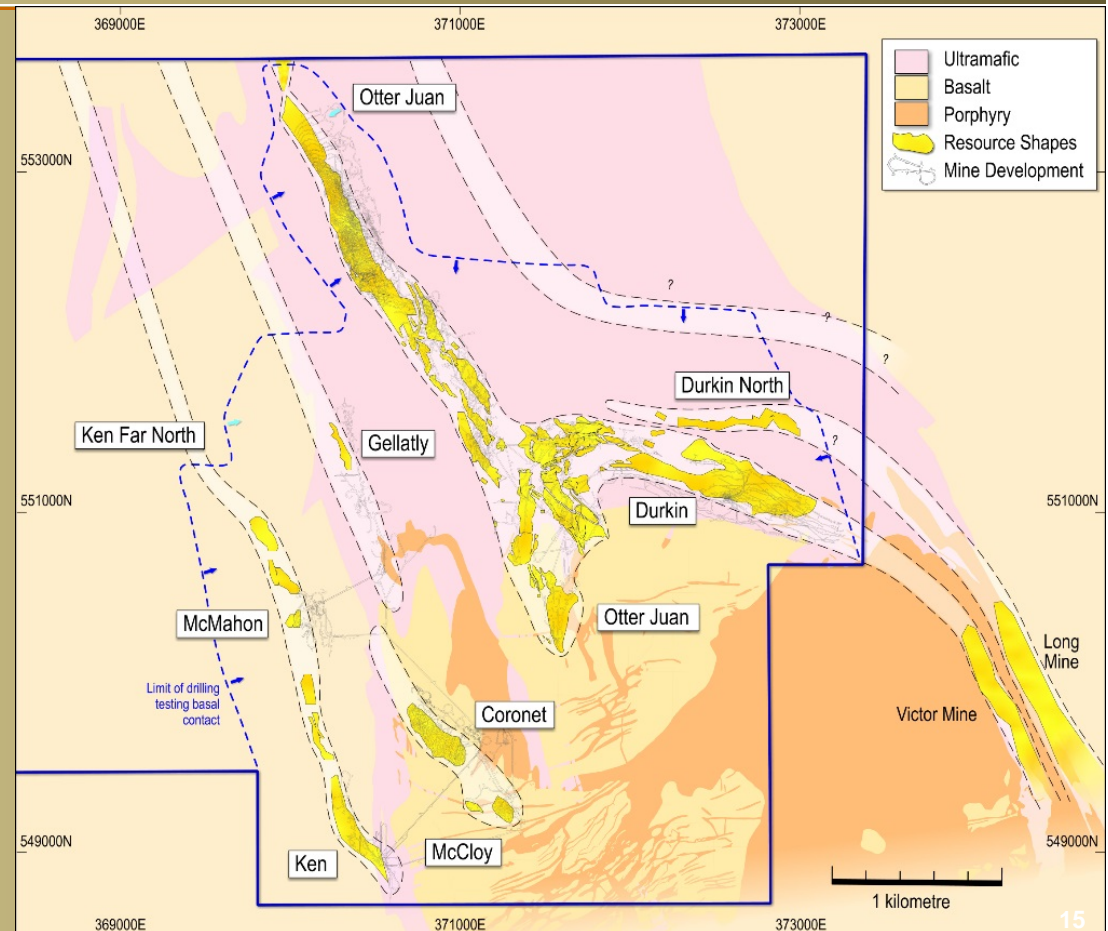 369000E
371000E
373000E
Ultramafic
Basalt
Porphyry
Resource Shapes
Mine Development
Otter Juan
553000N
?
?
?
Durkin North
Ken Far North
Gellatly
?
551000N
551000N
Durkin
McMahon
Otter Juan
Long
Mine
Limit of drilling
testing basal
contact
Coronet
Victor Mine
549000N
549000N
Ken
McCloy
1 kilometre
369000E
371000E
373000E
15